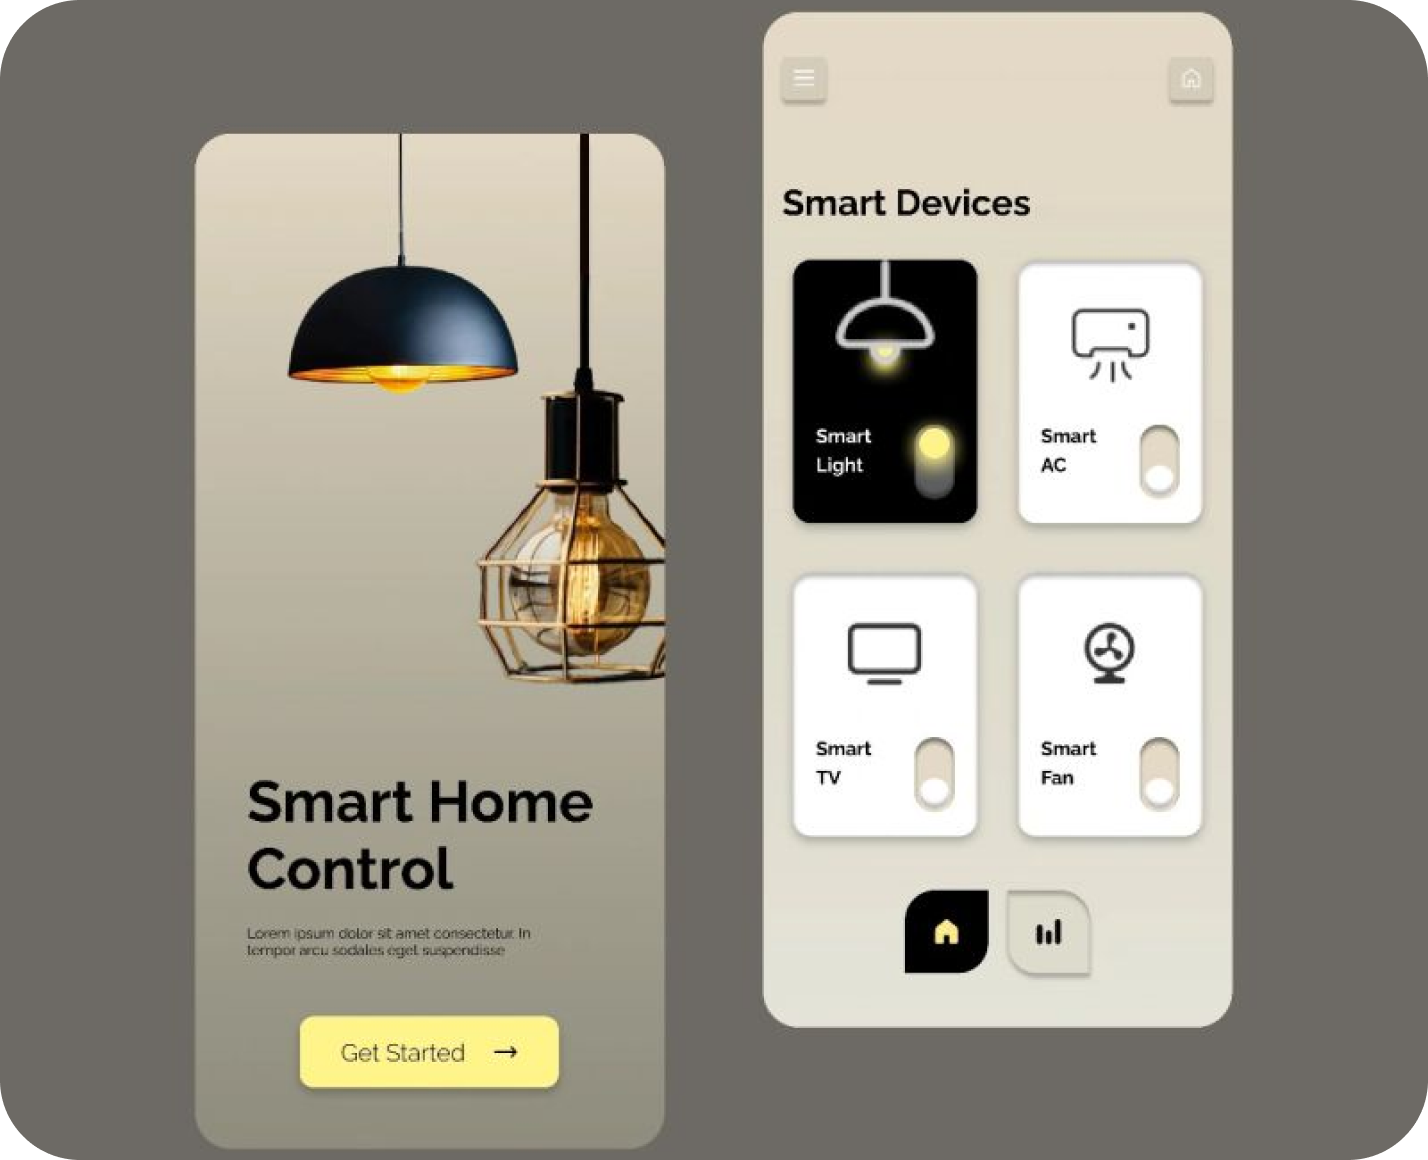 Smart Home
Control
Lorem ipsum dolor sit amet consectetur. In
tempor arcu sodales eget suspendisse
Get Started →
Smart Devices
Smart
Light
Smart
AC
Smart
TV
Smart
Fan